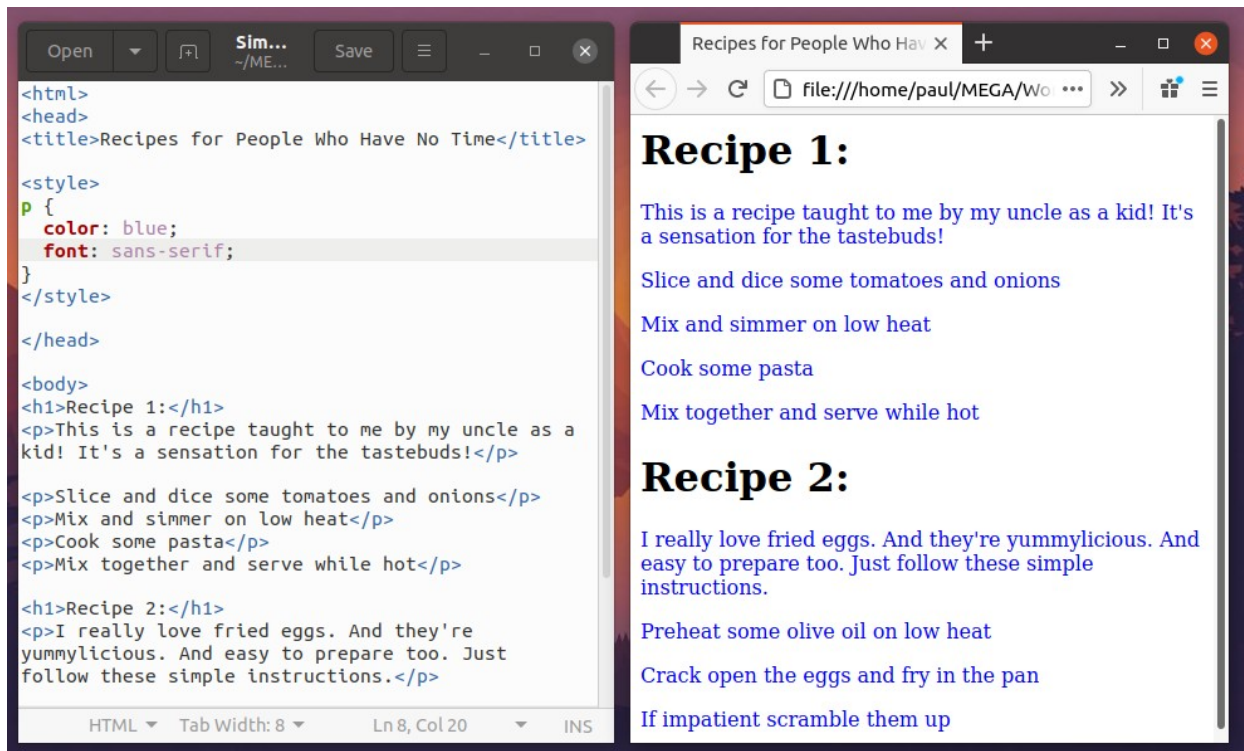 Open
Sim...
~/ME...
Save
<html>
<head>
<title>Recipes for People Who Have No Time</title>
<style>
p {
color: blue;
font: sans-serif;
}
</style>
</head>
<body>
<h1>Recipe 1:</h1>
<p>This is a recipe taught to me by my uncle as a
kid! It's a sensation for the tastebuds!</p>
<p>Slice and dice some tomatoes and onions</p>
<p>Mix and simmer on low heat</p>
<p>Cook some pasta</p>
<p>Mix together and serve while hot</p>
<h1>Recipe 2:</h1>
<p>I really love fried eggs. And they're
yummylicious. And easy to prepare too. Just
follow these simple instructions.</p>
HTML Tab Width: 8 Ln 8, Col 20 INS
Recipes for People Who Hav
file:///home/paul/MEGA/Wo
Recipe 1:
This is a recipe taught to me by my uncle as a kid! It's
a sensation for the tastebuds!
Slice and dice some tomatoes and onions
Mix and simmer on low heat
Cook some pasta
Mix together and serve while hot
Recipe 2:
I really love fried eggs. And they're yummylicious. And
easy to prepare too. Just follow these simple
instructions.
Preheat some olive oil on low heat
Crack open the eggs and fry in the pan
If impatient scramble them up